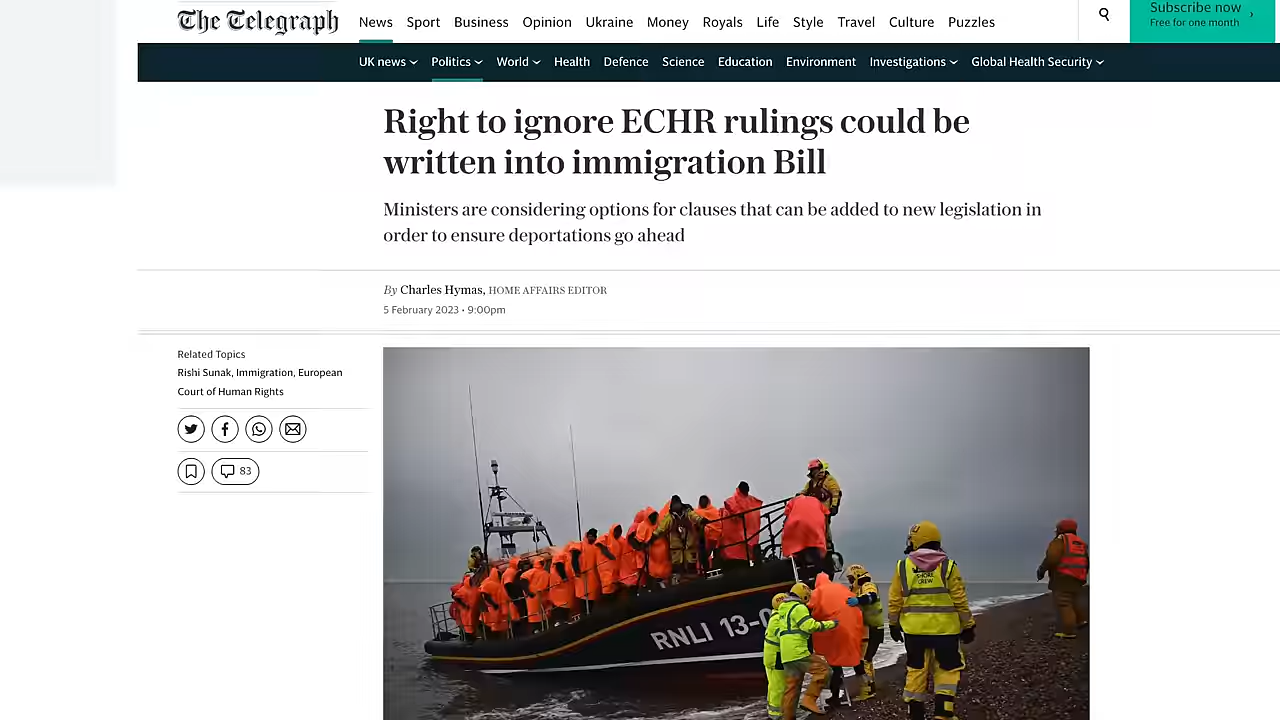 The Telegraph
News Sport Business Opinion Ukraine Money Royals Life Style Travel Culture Puzzles
Subscribe now
Free for one month
UK news Politics World Health Defence Science Education Environment Investigations Global Health Security
Right to ignore ECHR rulings could be
written into immigration Bill
Ministers are considering options for clauses that can be added to new legislation in
order to ensure deportations go ahead
By Charles Hymas, HOME AFFAIRS EDITOR
5 February 2023 • 9:00pm
Related Topics
Rishi Sunak, Immigration, European
Court of Human Rights
83
RNLI 13-0
SHORE
CREW